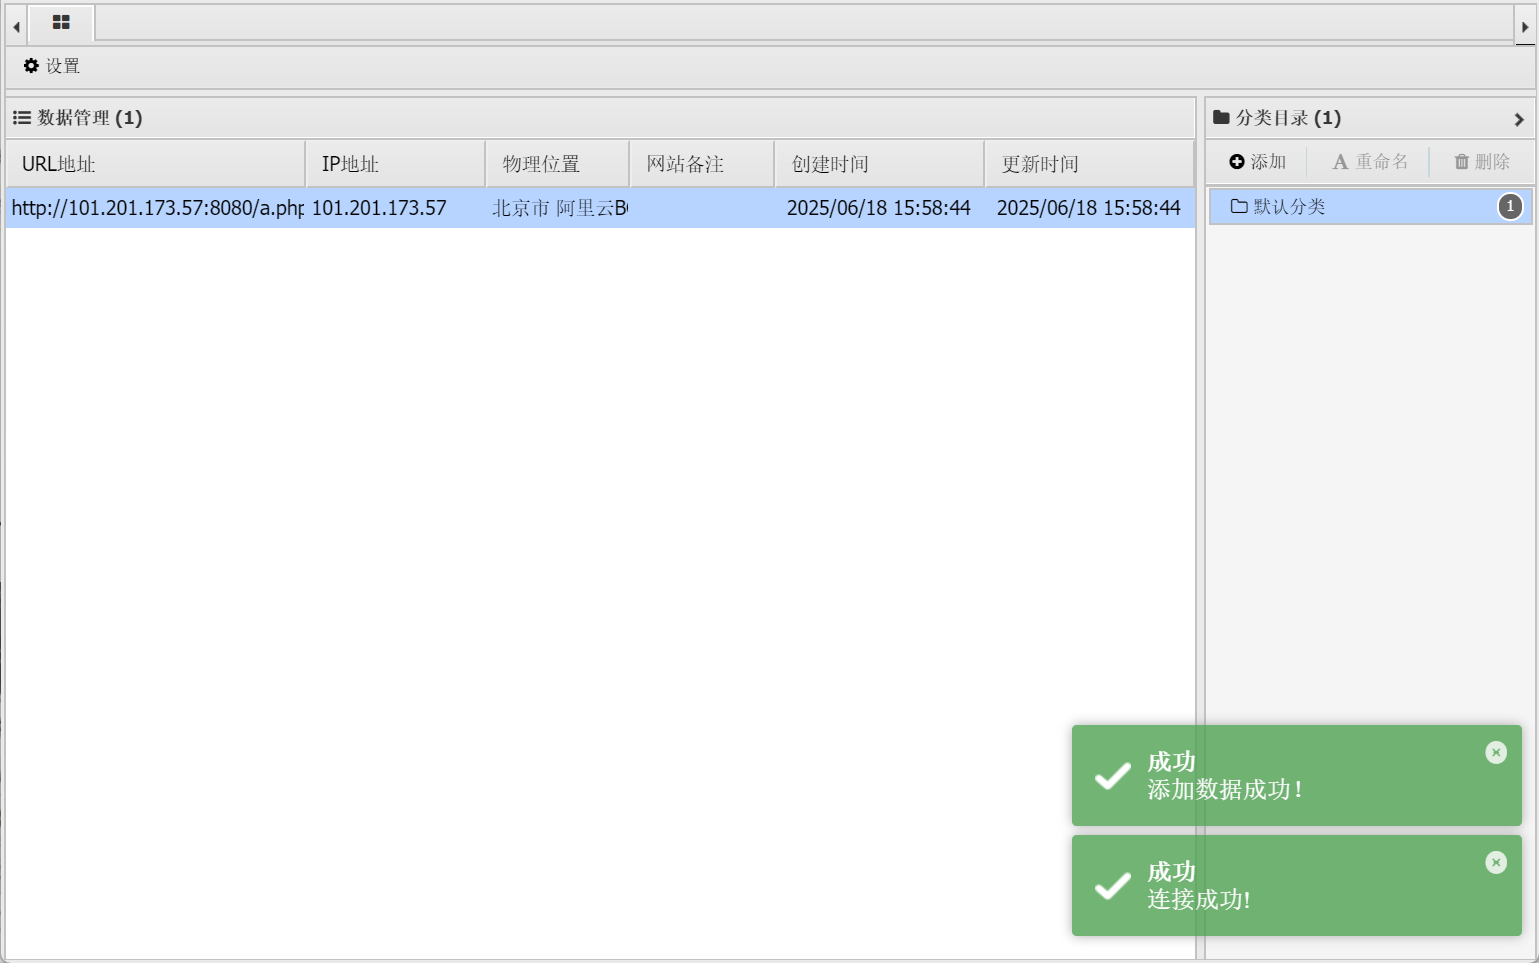 设置
数据管理 (1)
URL地址 IP地址 物理位置 网站备注 创建时间 更新时间
http://101.201.173.57:8080/a.php 101.201.173.57 北京市 阿里云B 2025/06/18 15:58:44 2025/06/18 15:58:44
分类目录 (1)
添加 A 重命名 删除
默认分类 1
成功
添加数据成功!
成功
连接成功!